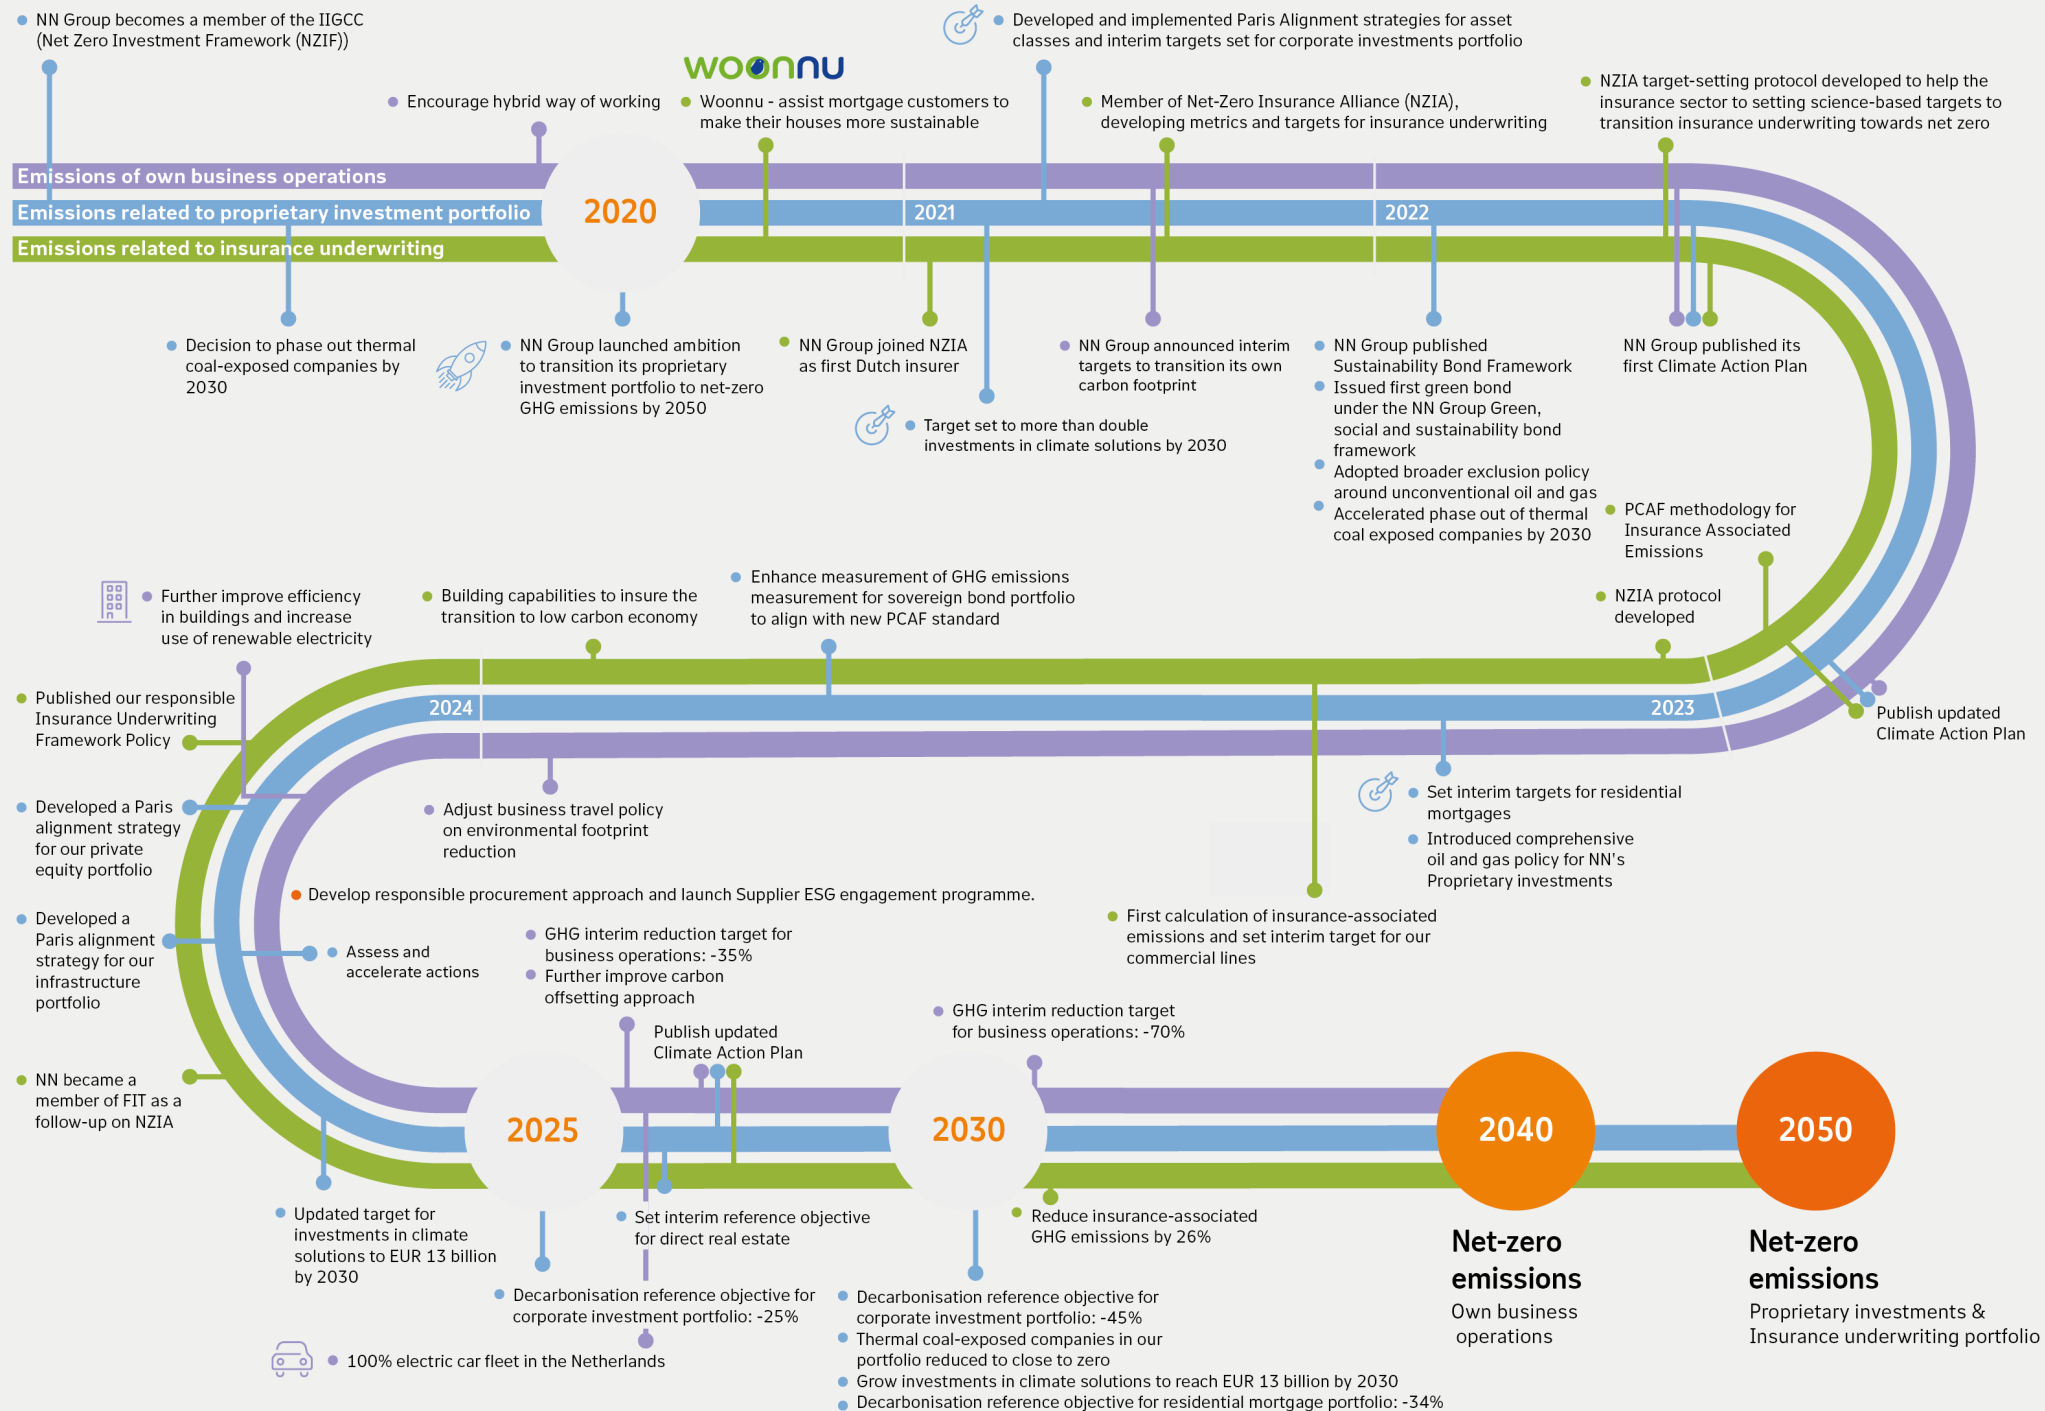 NN Group becomes a member of the IIGCC
(Net Zero Investment Framework (NZIF))
Encourage hybrid way of working
woonnu
Woonnu - assist mortgage customers to
make their houses more sustainable
Developed and implemented Paris Alignment strategies for asset
classes and interim targets set for corporate investments portfolio
Member of Net-Zero Insurance Alliance (NZIA),
developing metrics and targets for insurance underwriting
NZIA target-setting protocol developed to help the
insurance sector to setting science-based targets to
transition insurance underwriting towards net zero
Emissions of own business operations
Emissions related to proprietary investment portfolio
Emissions related to insurance underwriting
2020
2021
2022
Decision to phase out thermal
coal-exposed companies by
2030
NN Group launched ambition
to transition its proprietary
investment portfolio to net-zero
GHG emissions by 2050
NN Group joined NZIA
as first Dutch insurer
Target set to more than double
investments in climate solutions by 2030
NN Group announced interim
targets to transition its own
carbon footprint
NN Group published
Sustainability Bond Framework
Issued first green bond
under the NN Group Green,
social and sustainability bond
framework
Adopted broader exclusion policy
around unconventional oil and gas
Accelerated phase out of thermal
coal exposed companies by 2030
NN Group published its
first Climate Action Plan
PCAF methodology for
Insurance Associated
Emissions
NZIA protocol
developed
Publish updated
Climate Action Plan
2023
Set interim targets for residential
mortgages
Introduced comprehensive
oil and gas policy for NN's
Proprietary investments
First calculation of insurance-associated
emissions and set interim target for our
commercial lines
Enhance measurement of GHG emissions
measurement for sovereign bond portfolio
to align with new PCAF standard
Building capabilities to insure the
transition to low carbon economy
Adjust business travel policy
on environmental footprint
reduction
2024
Further improve efficiency
in buildings and increase
use of renewable electricity
Published our responsible
Insurance Underwriting
Framework Policy
Developed a Paris
alignment strategy
for our private
equity portfolio
Develop responsible procurement approach and launch Supplier ESG engagement programme.
Developed a
Paris alignment
strategy for our
infrastructure
portfolio
Assess and
accelerate actions
NN became a
member of FIT as a
follow-up on NZIA
Updated target for
investments in climate
solutions to EUR 13 billion
by 2030
2025
GHG interim reduction target for
business operations: -35%
Further improve carbon
offsetting approach
Publish updated
Climate Action Plan
Set interim reference objective
for direct real estate
Decarbonisation reference objective for
corporate investment portfolio: -25%
100% electric car fleet in the Netherlands
2030
GHG interim reduction target
for business operations: -70%
Reduce insurance-associated
GHG emissions by 26%
Decarbonisation reference objective for
corporate investment portfolio: -45%
Thermal coal-exposed companies in our
portfolio reduced to close to zero
Grow investments in climate solutions to reach EUR 13 billion by 2030
Decarbonisation reference objective for residential mortgage portfolio: -34%
2040
Net-zero
emissions
Own business
operations
2050
Net-zero
emissions
Proprietary investments &
Insurance underwriting portfolio